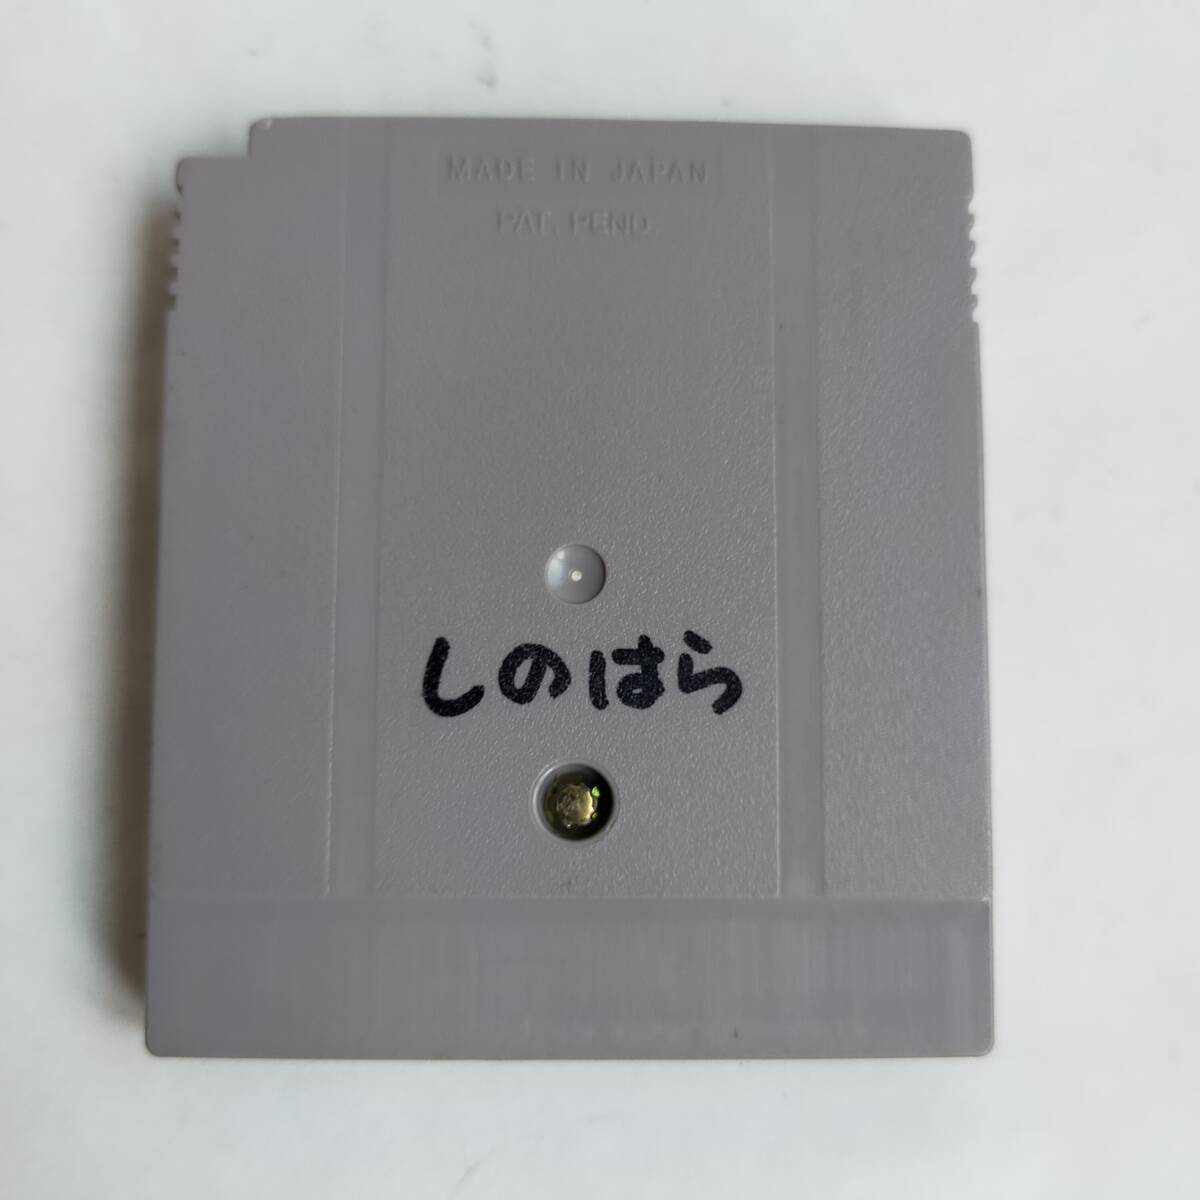 MADE IN JAPAN
PAT. PEND.
しのはら